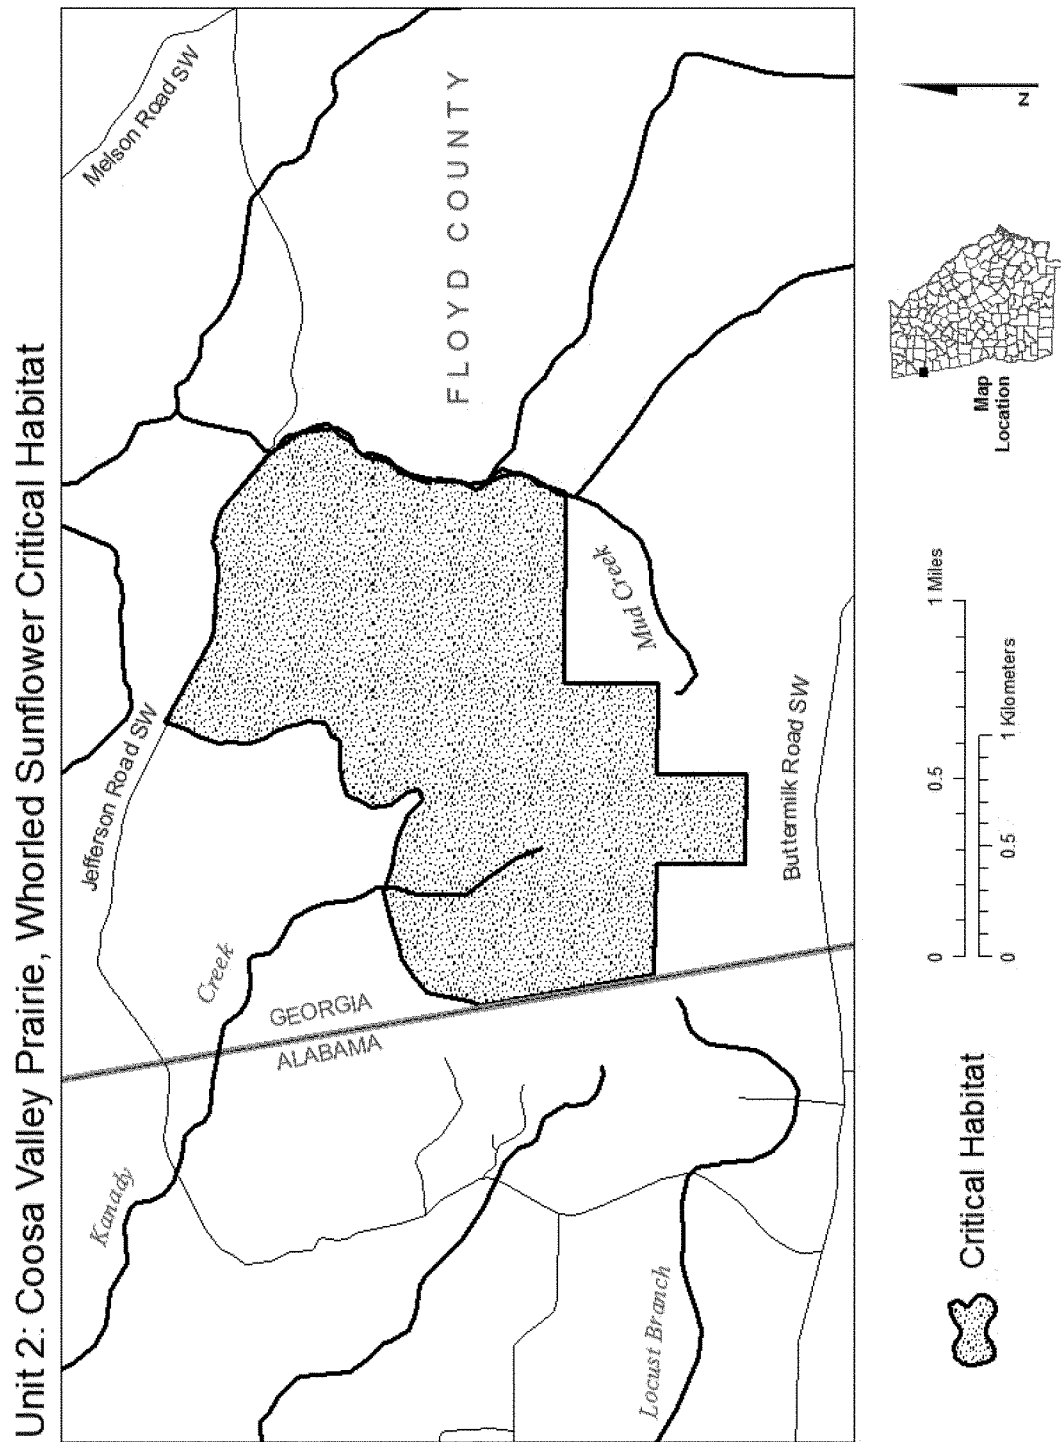 Unit 2: Coosa Valley Prairie, Whorled Sunflower Critical Habitat
Melson Road SW
Jefferson Road SW
Kanady
Creek
GEORGIA
ALABAMA
FLOYD COUNTY
Mud Creek
Locust Branch
Buttermilk Road SW
Critical Habitat
0
0.5
1 Miles
0
0.5
1 Kilometers
Map
Location
N